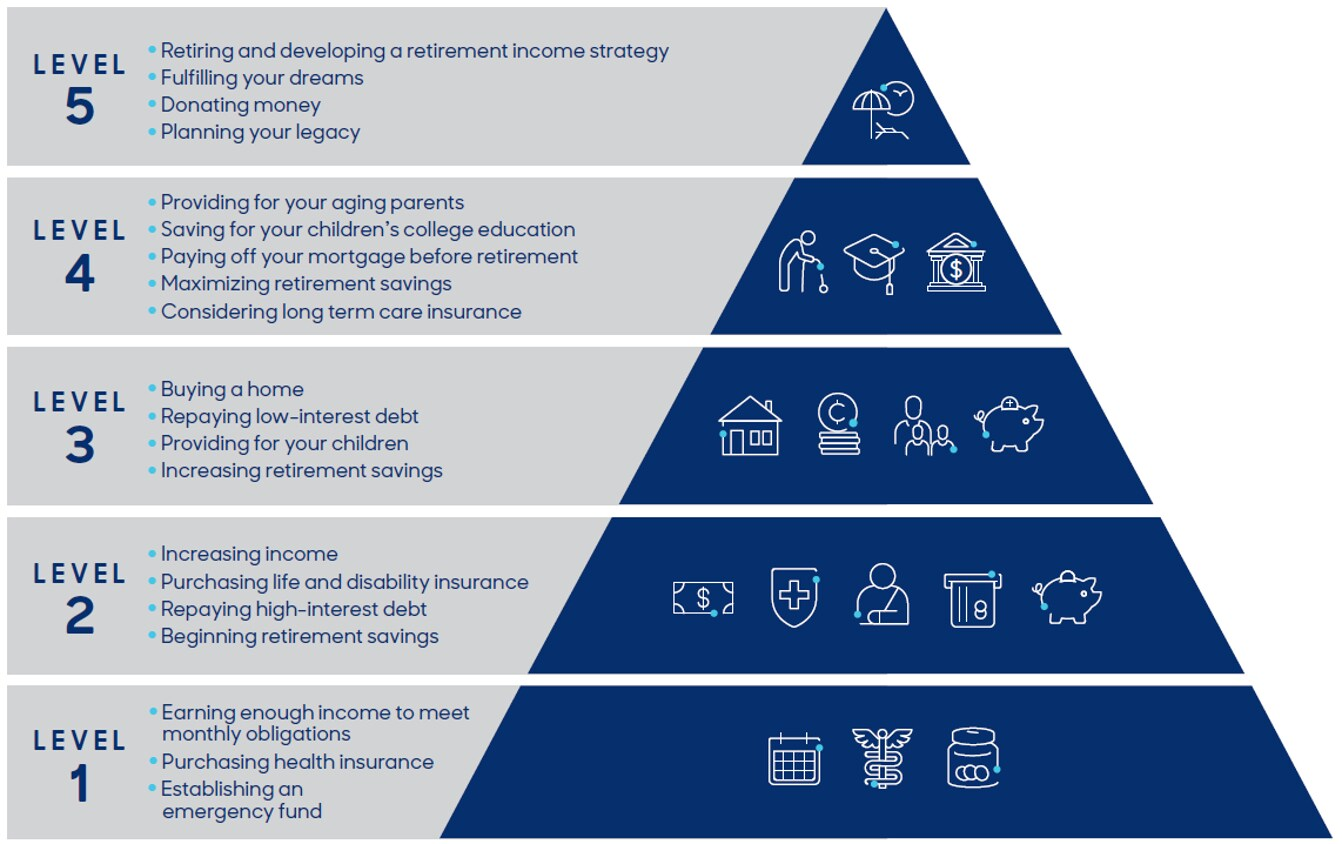 LEVEL
5
• Retiring and developing a retirement income strategy
• Fulfilling your dreams
• Donating money
• Planning your legacy
LEVEL
4
• Providing for your aging parents
• Saving for your children’s college education
• Paying off your mortgage before retirement
• Maximizing retirement savings
• Considering long term care insurance
$
LEVEL
3
• Buying a home
• Repaying low-interest debt
• Providing for your children
• Increasing retirement savings
¢
LEVEL
2
• Increasing income
• Purchasing life and disability insurance
• Repaying high-interest debt
• Beginning retirement savings
$
LEVEL
1
• Earning enough income to meet
monthly obligations
• Purchasing health insurance
• Establishing an
emergency fund